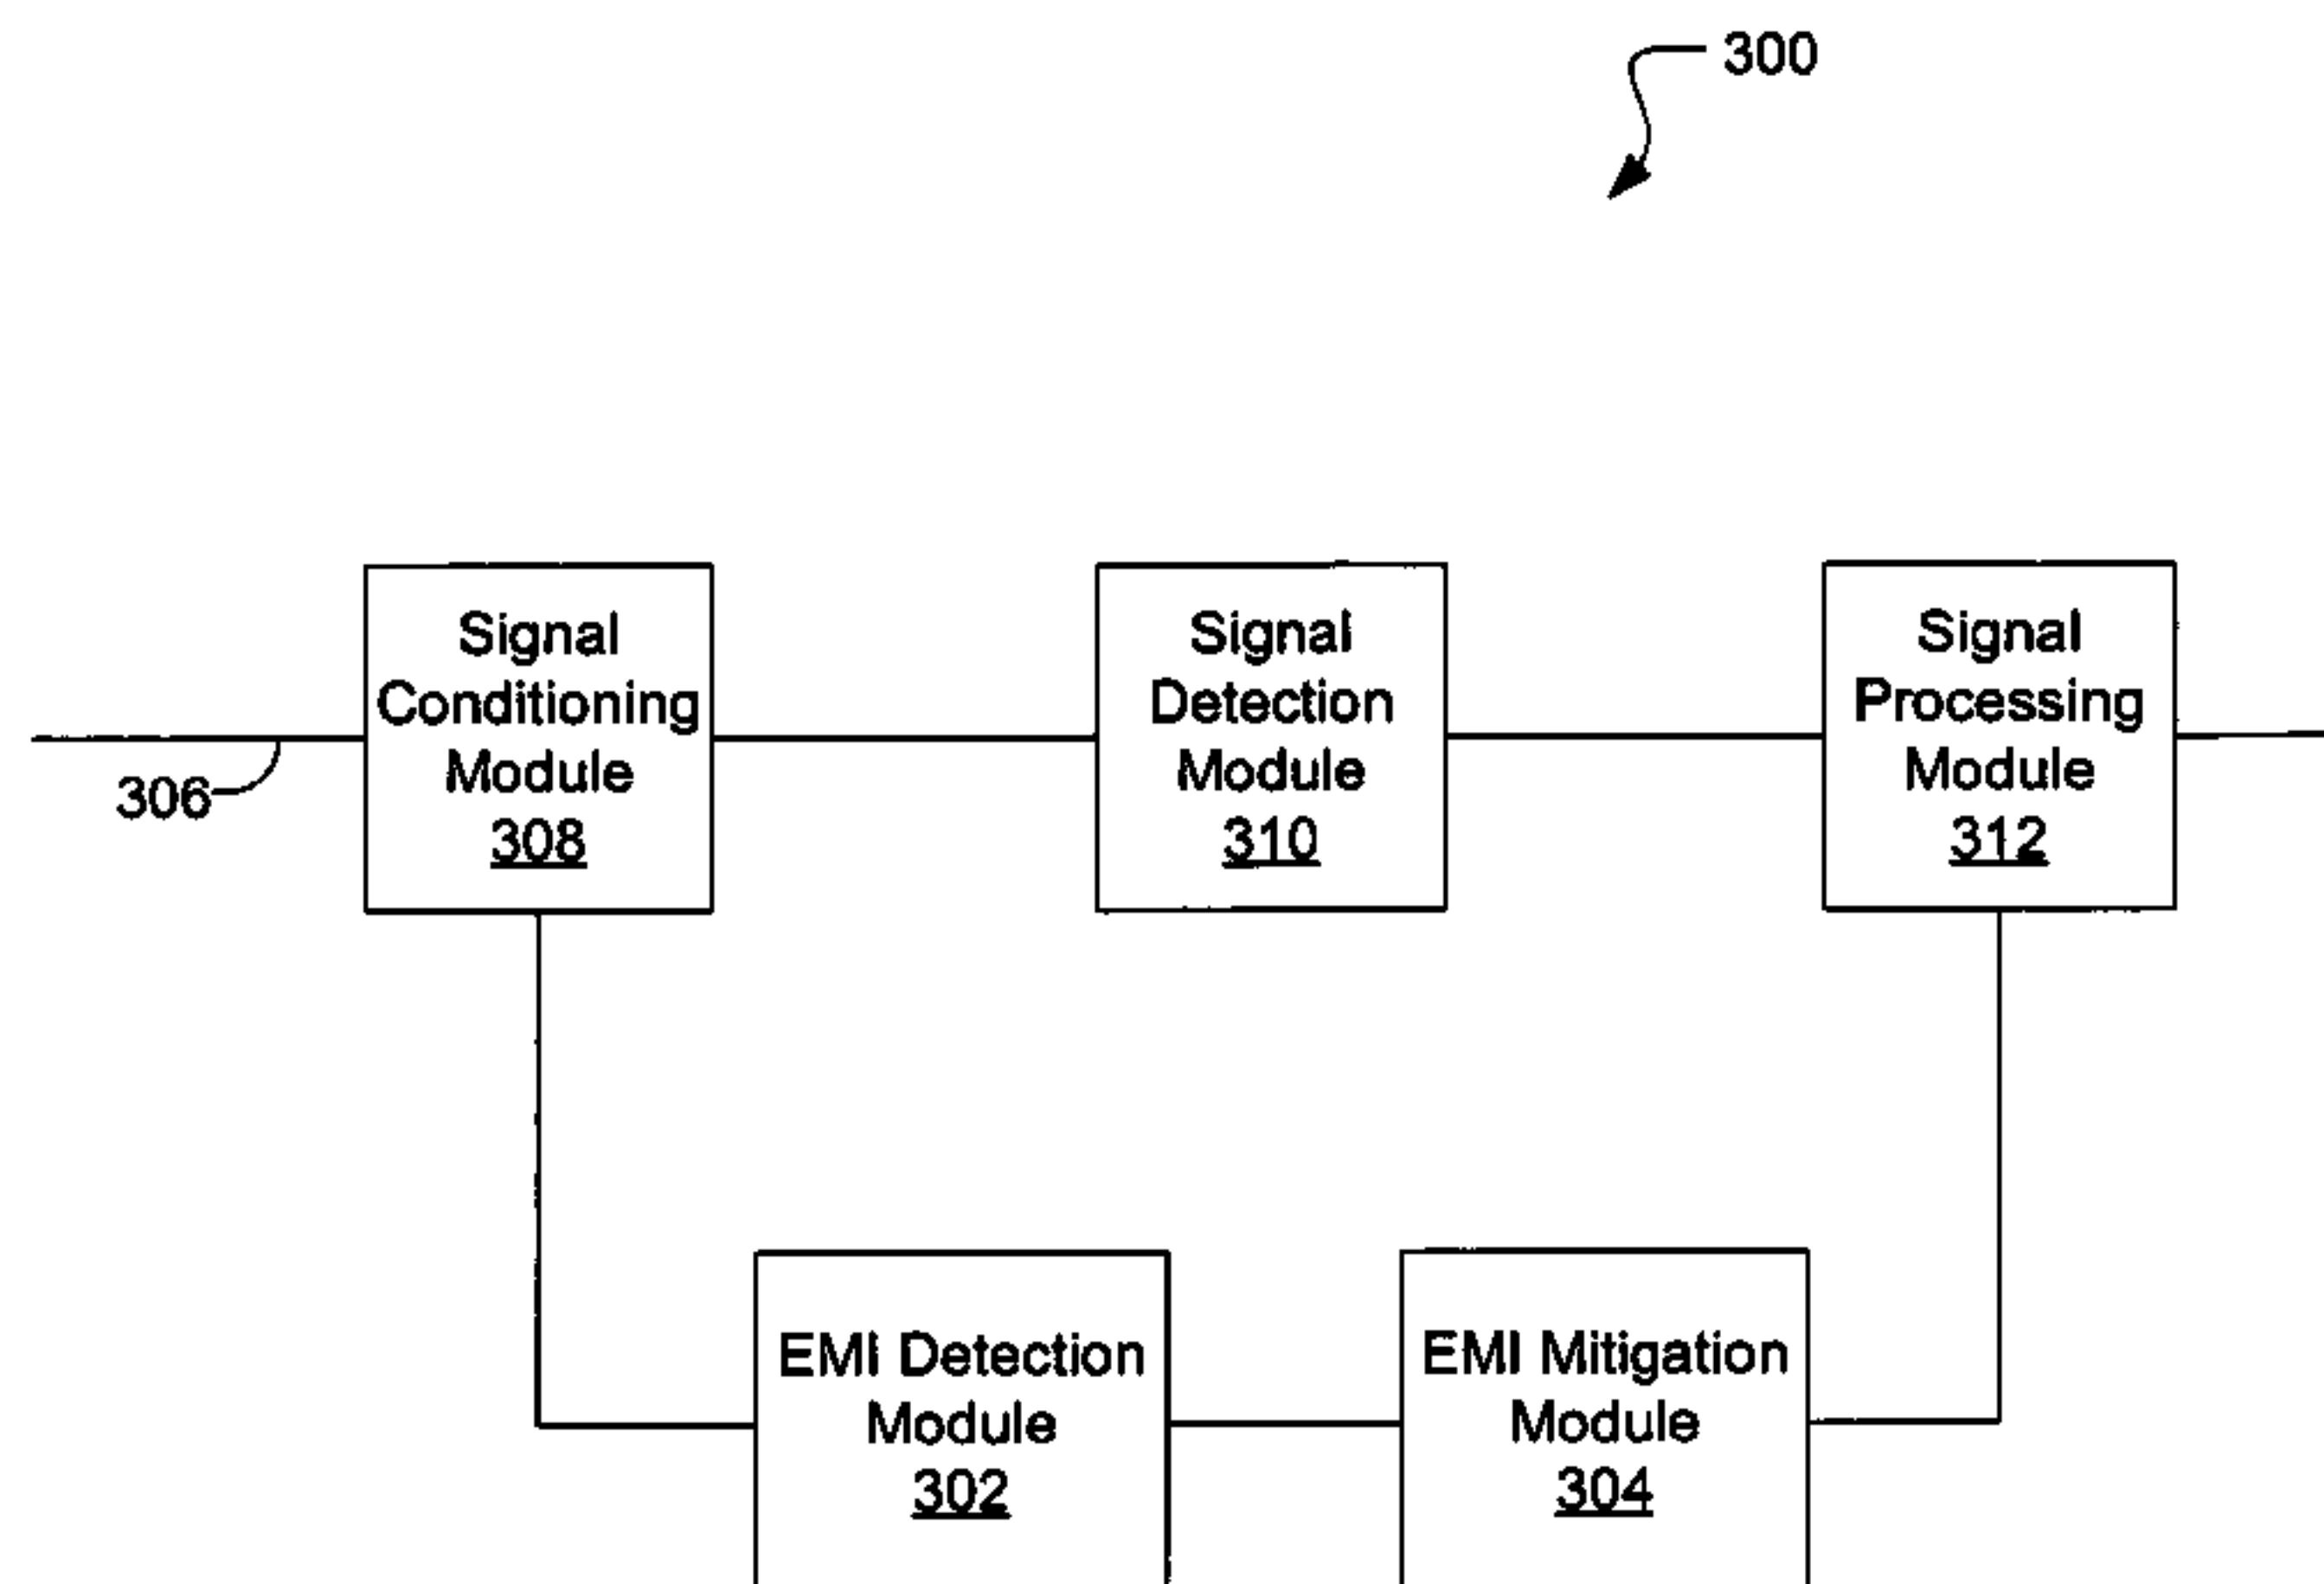 300
Signal
Conditioning
Module
308
Signal
Detection
Module
310
Signal
Processing
Module
312
306
EMI Detection
Module
302
EMI Mitigation
Module
304